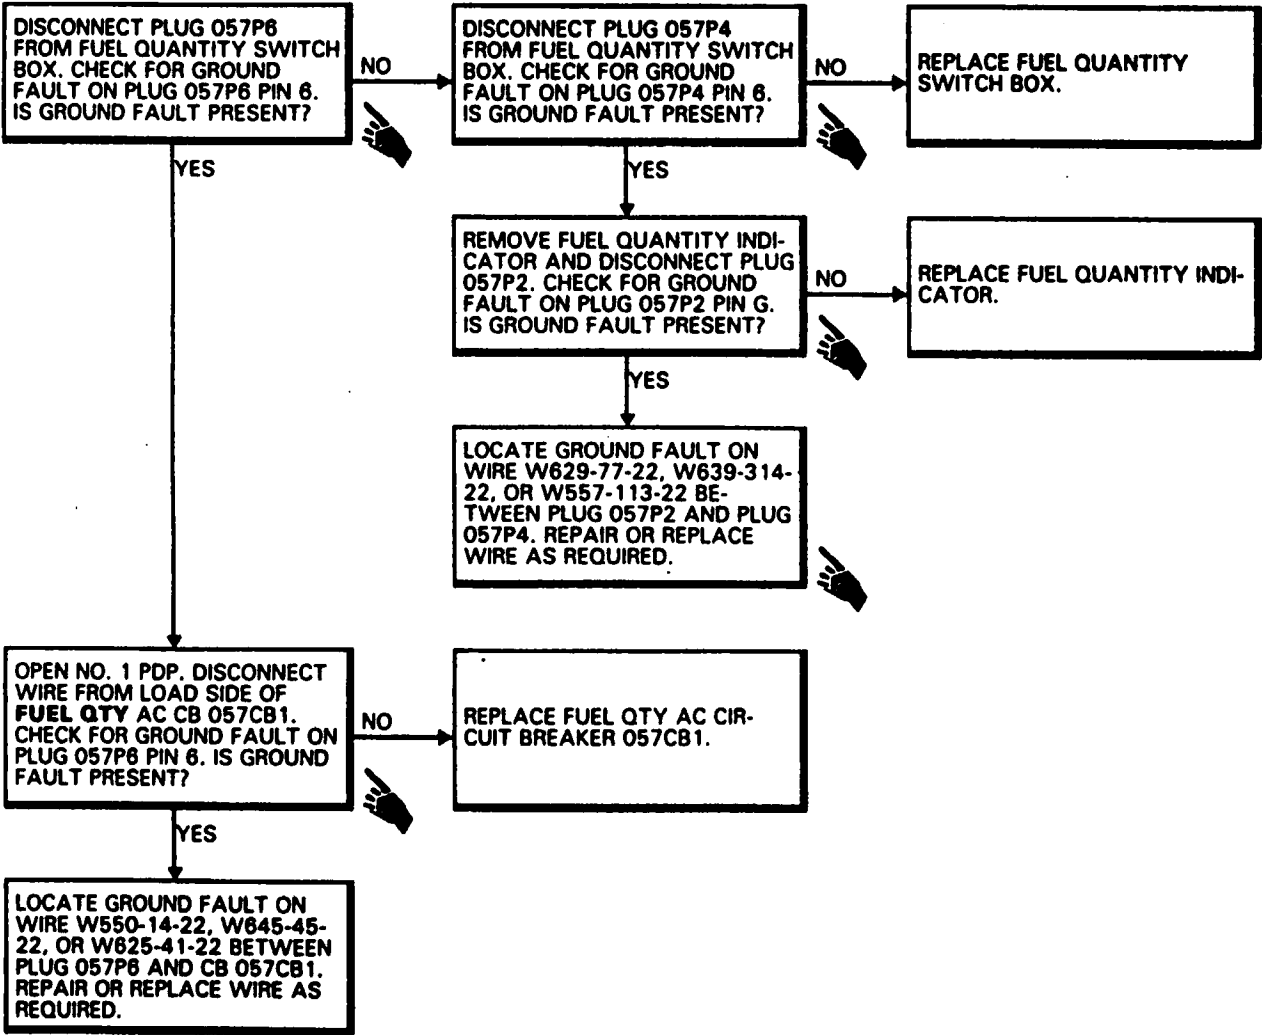 DISCONNECT PLUG 057P6
FROM FUEL QUANTITY SWITCH
BOX. CHECK FOR GROUND
FAULT ON PLUG 057P6 PIN 6.
IS GROUND FAULT PRESENT?
NO
DISCONNECT PLUG 057P4
FROM FUEL QUANTITY SWITCH
BOX. CHECK FOR GROUND
FAULT ON PLUG 057P4 PIN 6.
IS GROUND FAULT PRESENT?
NO
REPLACE FUEL QUANTITY
SWITCH BOX.
YES
YES
REMOVE FUEL QUANTITY INDI-
CATOR AND DISCONNECT PLUG
057P2. CHECK FOR GROUND
FAULT ON PLUG 057P2 PIN G.
IS GROUND FAULT PRESENT?
NO
REPLACE FUEL QUANTITY INDI-
CATOR.
YES
LOCATE GROUND FAULT ON
WIRE W629-77-22, W639-314-
22, OR W557-113-22 BE-
TWEEN PLUG 057P2 AND PLUG
057P4. REPAIR OR REPLACE
WIRE AS REQUIRED.
OPEN NO. 1 PDP. DISCONNECT
WIRE FROM LOAD SIDE OF
FUEL QTY AC CB 057CB1.
CHECK FOR GROUND FAULT ON
PLUG 057P6 PIN 6. IS GROUND
FAULT PRESENT?
NO
REPLACE FUEL QTY AC CIR-
CUIT BREAKER 057CB1.
YES
LOCATE GROUND FAULT ON
WIRE W550-14-22, W645-45-
22, OR W625-41-22 BETWEEN
PLUG 057P6 AND CB 057CB1.
REPAIR OR REPLACE WIRE AS
REQUIRED.